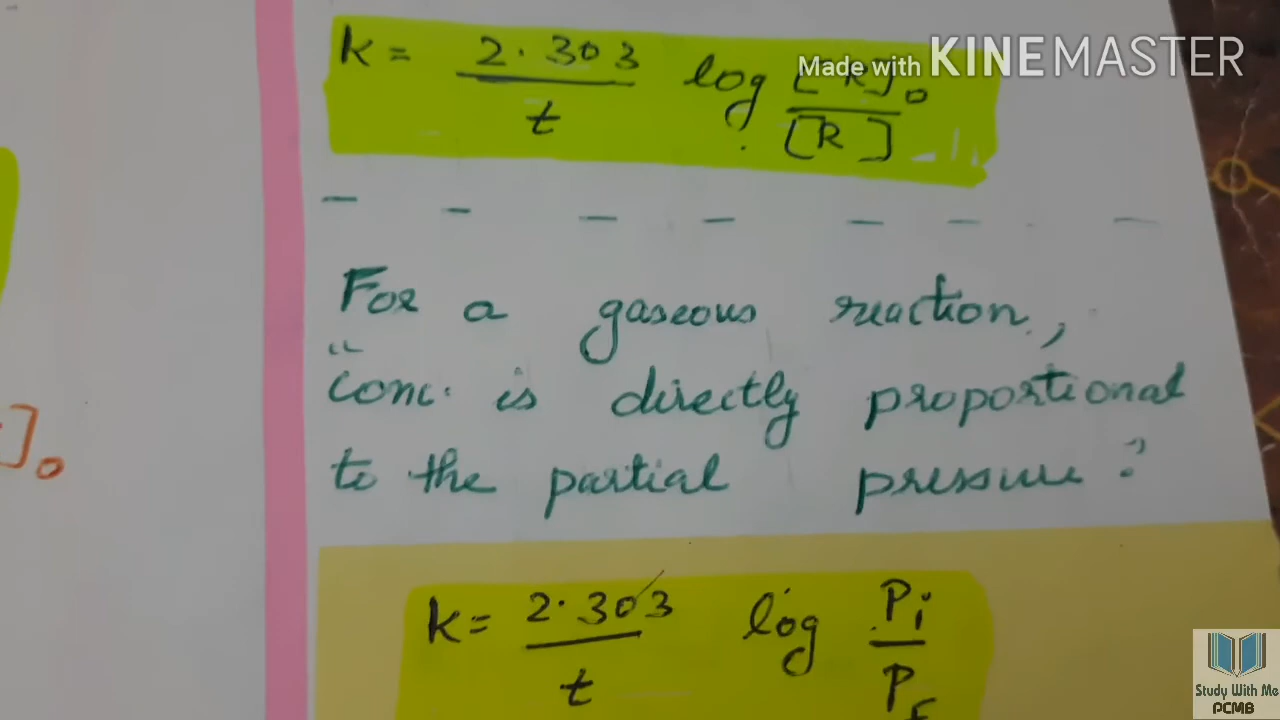 k = 2.303 / t log [R]₀ / [R]
Made with KINEMASTER
For a gaseous reaction,
"conc. is directly proportional
to the partial pressure"
k = 2.303 / t log Pi / Pf
]₀
Study With Me
PCMB